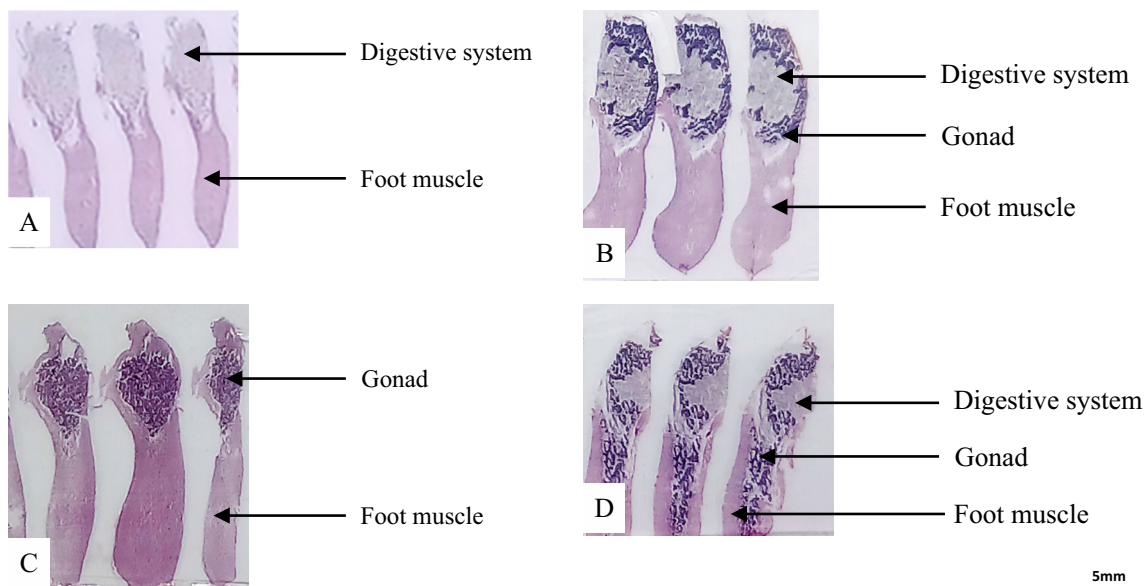 Digestive system
Foot muscle
A
Digestive system
Gonad
Foot muscle
B
Gonad
Foot muscle
C
Digestive system
Gonad
Foot muscle
D
5mm